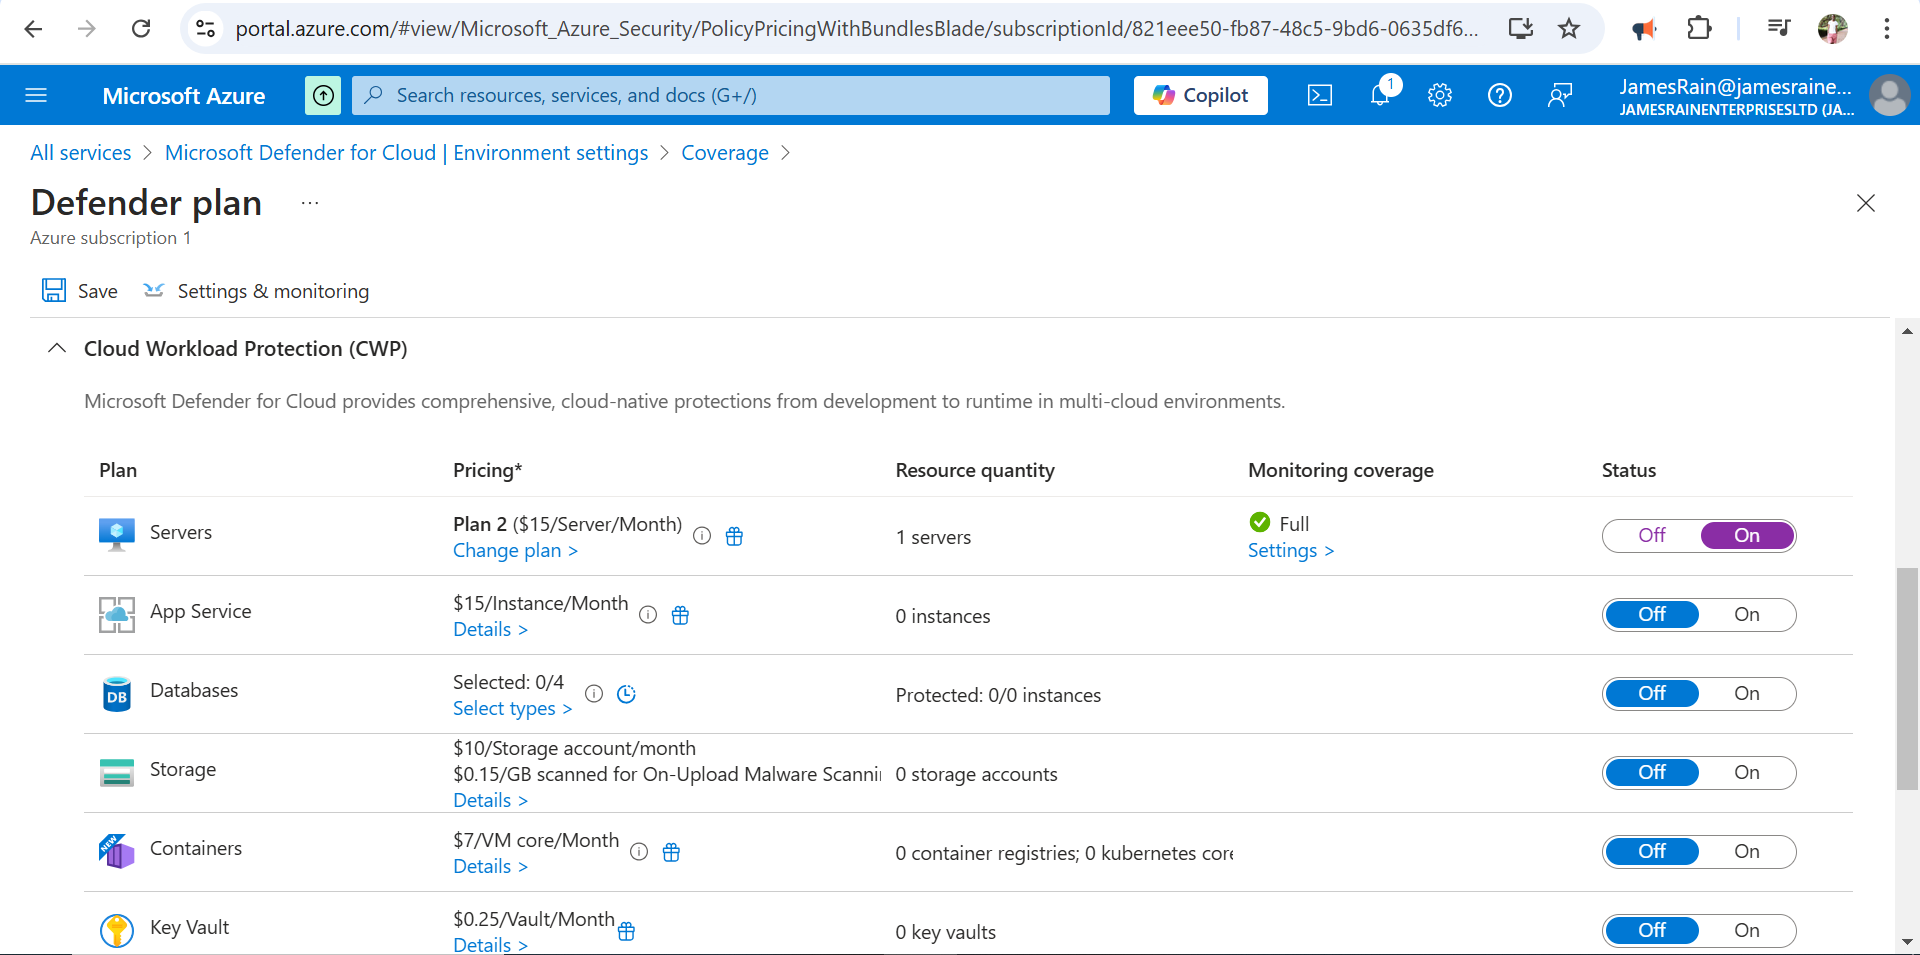 portal.azure.com/#view/Microsoft_Azure_Security/PolicyPricingWithBundlesBlade/subscriptionId/821eee50-fb87-48c5-9bd6-0635df6...
Microsoft Azure
Search resources, services, and docs (G+/)
Copilot
1
JamesRain@jamesraine...
JAMESRAINENTERPRISESLTD (JA...
All services > Microsoft Defender for Cloud | Environment settings > Coverage >
Defender plan ...
Azure subscription 1
Save
Settings & monitoring
Cloud Workload Protection (CWP)
Microsoft Defender for Cloud provides comprehensive, cloud-native protections from development to runtime in multi-cloud environments.
Plan Pricing* Resource quantity Monitoring coverage Status
Servers
Plan 2 ($15/Server/Month)
Change plan >
1 servers
Full
Settings >
Off On
App Service
$15/Instance/Month
Details >
0 instances
Off On
DB
Databases
Selected: 0/4
Select types >
Protected: 0/0 instances
Off On
Storage
$10/Storage account/month
$0.15/GB scanned for On-Upload Malware Scannin
Details >
0 storage accounts
Off On
NEW
Containers
$7/VM core/Month
Details >
0 container registries; 0 kubernetes core
Off On
Key Vault
$0.25/Vault/Month
Details >
0 key vaults
Off On